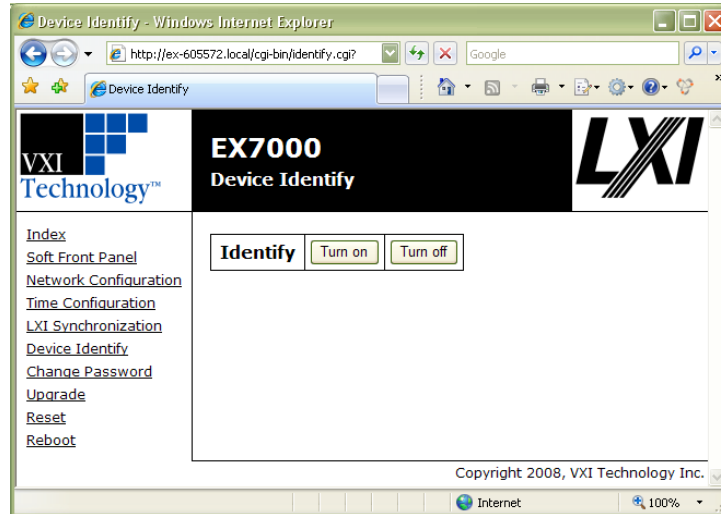 Device Identify - Windows Internet Explorer
http://ex-605572.local/cgi-bin/identify.cgi?
Google
Device Identify
»
VXI
Technology™
EX7000
Device Identify
LXI
Index
Soft Front Panel
Network Configuration
Time Configuration
LXI Synchronization
Device Identify
Change Password
Upgrade
Reset
Reboot
Identify Turn on Turn off
Copyright 2008, VXI Technology Inc.
Internet 100%